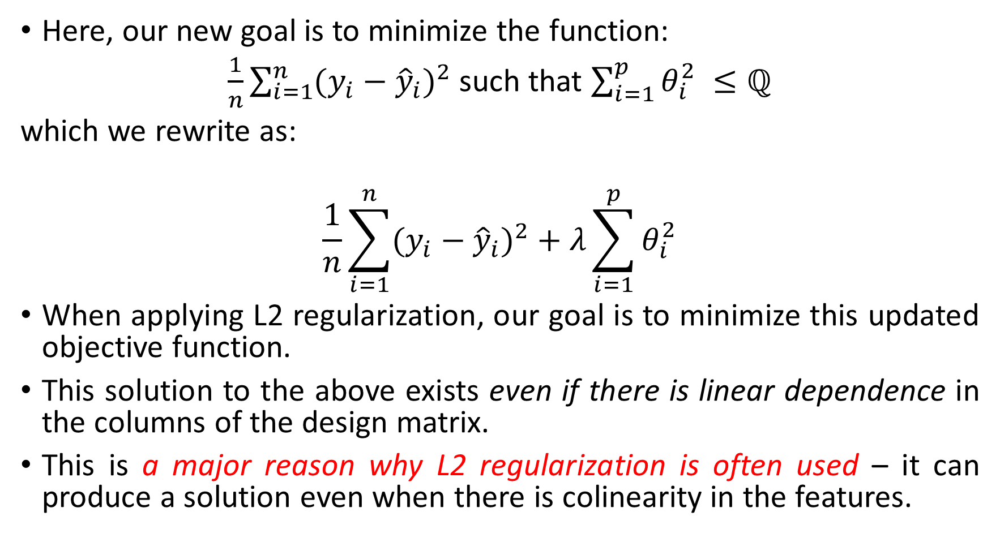 • Here, our new goal is to minimize the function:
$\frac{1}{n}\sum_{i=1}^{n}(y_i - \hat{y}_i)^2$ such that $\sum_{i=1}^{p}\theta_i^2 \leq \mathbb{Q}$
which we rewrite as:
$\frac{1}{n}\sum_{i=1}^{n}(y_i - \hat{y}_i)^2 + \lambda\sum_{i=1}^{p}\theta_i^2$
• When applying L2 regularization, our goal is to minimize this updated
objective function.
• This solution to the above exists even if there is linear dependence in
the columns of the design matrix.
• This is a major reason why L2 regularization is often used – it can
produce a solution even when there is colinearity in the features.